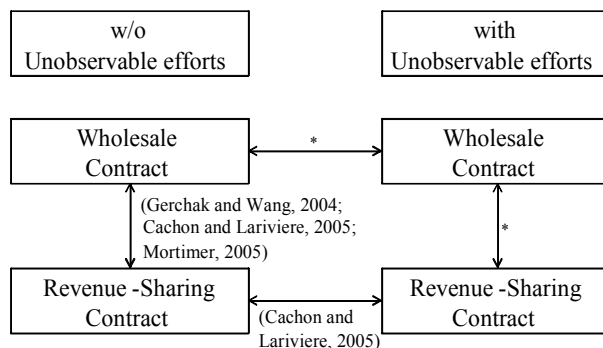 w/o
Unobservable efforts
with
Unobservable efforts
Wholesale
Contract
*
Wholesale
Contract
(Gerchak and Wang, 2004;
Cachon and Lariviere, 2005;
Mortimer, 2005)
*
Revenue -Sharing
Contract
(Cachon and
Lariviere, 2005)
Revenue -Sharing
Contract